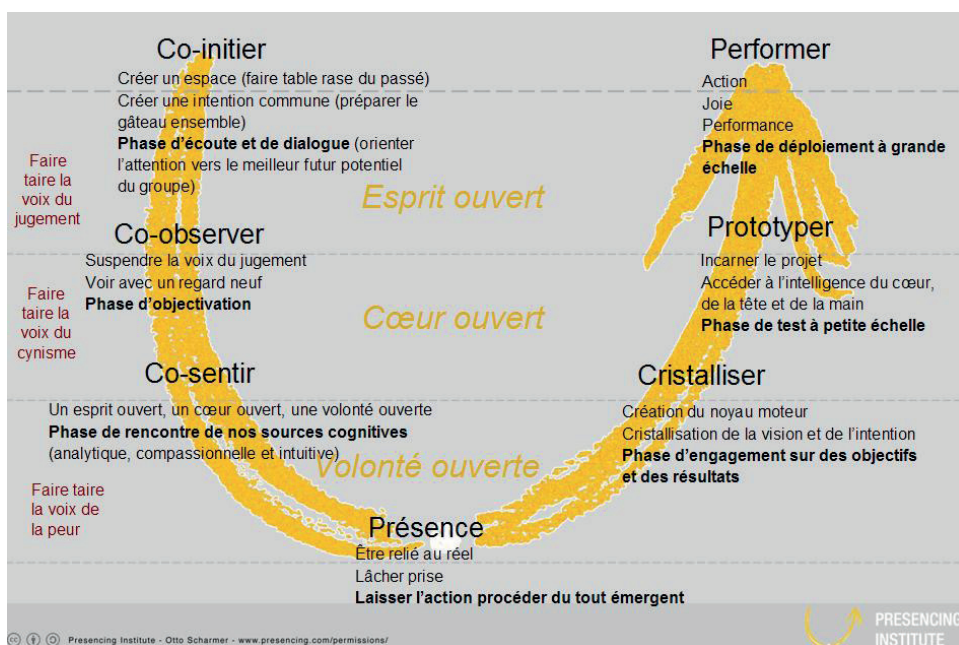 Co-initier
Créer un espace (faire table rase du passé)
Créer une intention commune (préparer le
gâteau ensemble)
Phase d'écoute et de dialogue (orienter
l'attention vers le meilleur futur potentiel
du groupe)
Faire
taire la
voix du
jugement
Esprit ouvert
Co-observer
Suspendre la voix du jugement
Voir avec un regard neuf
Phase d'objectivation
Faire
taire la
voix du
cynisme
Cœur ouvert
Co-sentir
Un esprit ouvert, un cœur ouvert, une volonté ouverte
Phase de rencontre de nos sources cognitives
(analytique, compassionnelle et intuitive)
Volonté ouverte
Faire taire
la voix de
la peur
Présence
Être relié au réel
Lâcher prise
Laisser l'action procéder du tout émergent
Cristalliser
Création du noyau moteur
Cristallisation de la vision et de l'intention
Phase d'engagement sur des objectifs
et des résultats
Prototyper
Incarner le projet
Accéder à l'intelligence du cœur,
de la tête et de la main
Phase de test à petite échelle
Performer
Action
Joie
Performance
Phase de déploiement à grande
échelle
cc Presencing Institute - Otto Scharmer - www.presencing.com/permissions/
PRESENCING
INSTITUTE